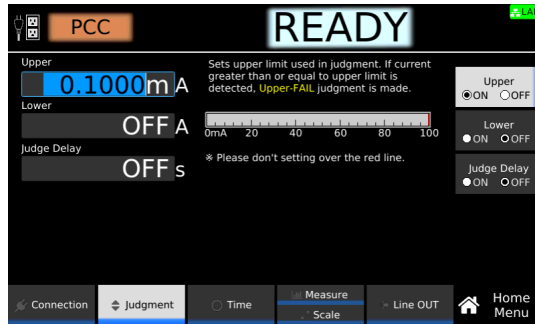 PCC
READY
LA
Upper
0.1000m A
Lower
OFF A
Judge Delay
OFF s
Sets upper limit used in judgment. If current
greater than or equal to upper limit is
detected, Upper-FAIL judgment is made.
0mA 20 40 60 80 100
※ Please don't setting over the red line.
Upper
ON OFF
Lower
ON OFF
Judge Delay
ON OFF
Connection
Judgment
Time
Measure
Scale
Line OUT
Home
Menu